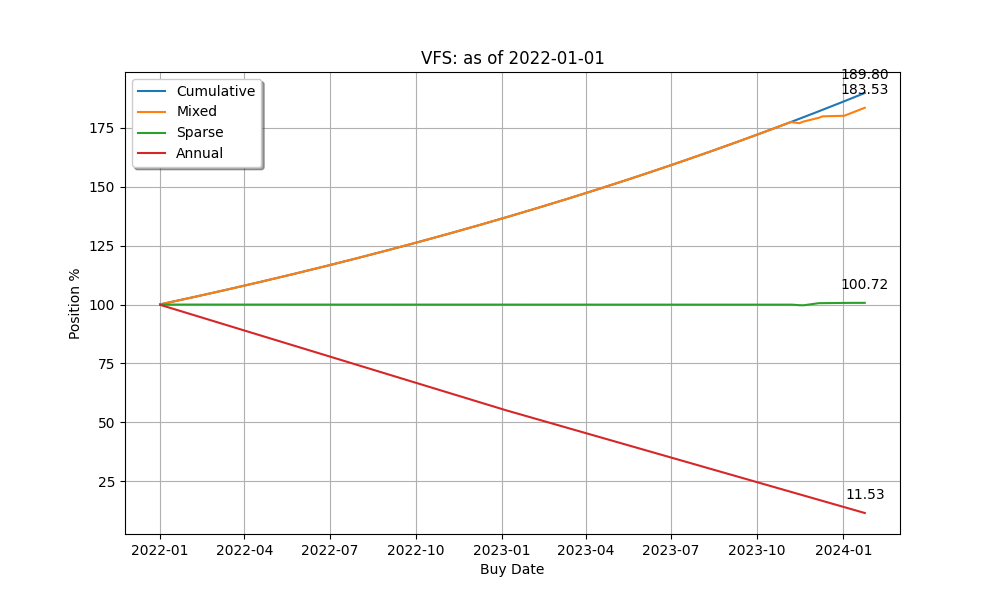 VFS: as of 2022-01-01
189.80
183.53
Cumulative
Mixed
Sparse
Annual
175
150
125
100
75
50
25
Position %
100.72
11.53
2022-01
2022-04
2022-07
2022-10
2023-01
2023-04
2023-07
2023-10
2024-01
Buy Date